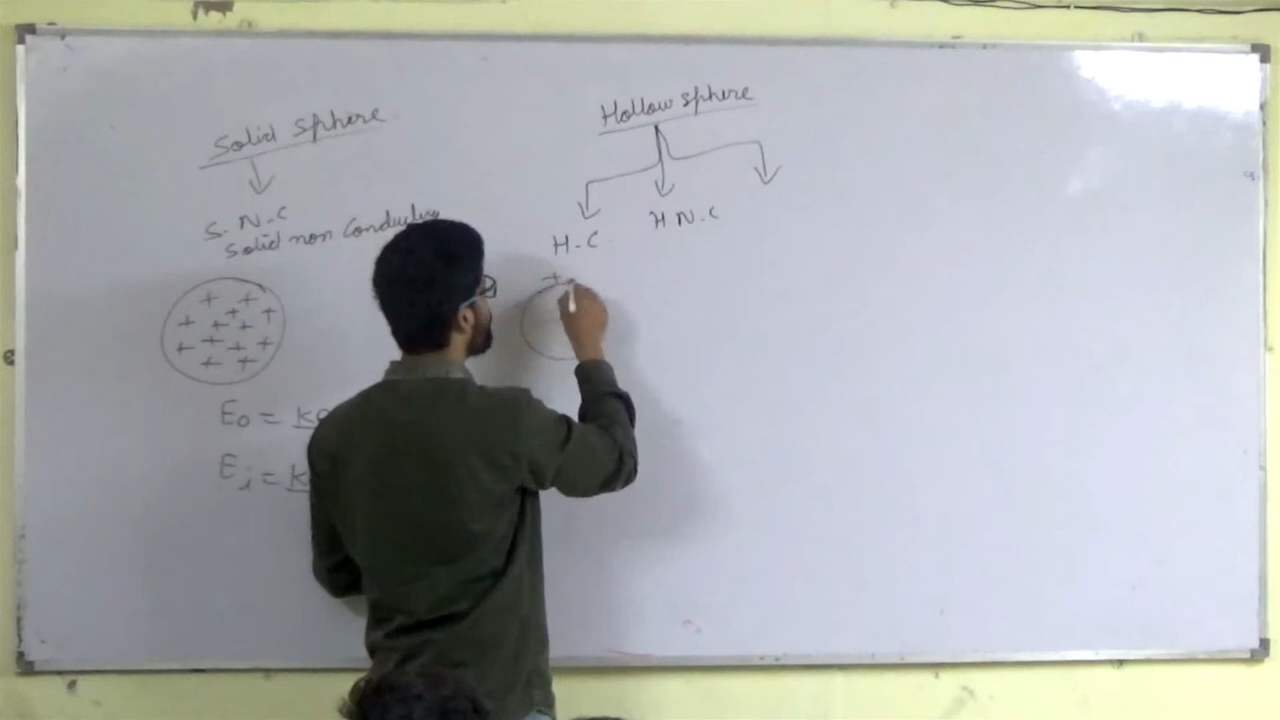 Solid Sphere
S.N.C
Solid non Conducting
+ + + + + + + + + + + + +
E₀ =
Eᵢ =
Hollow Sphere
H-C
H N.C
+